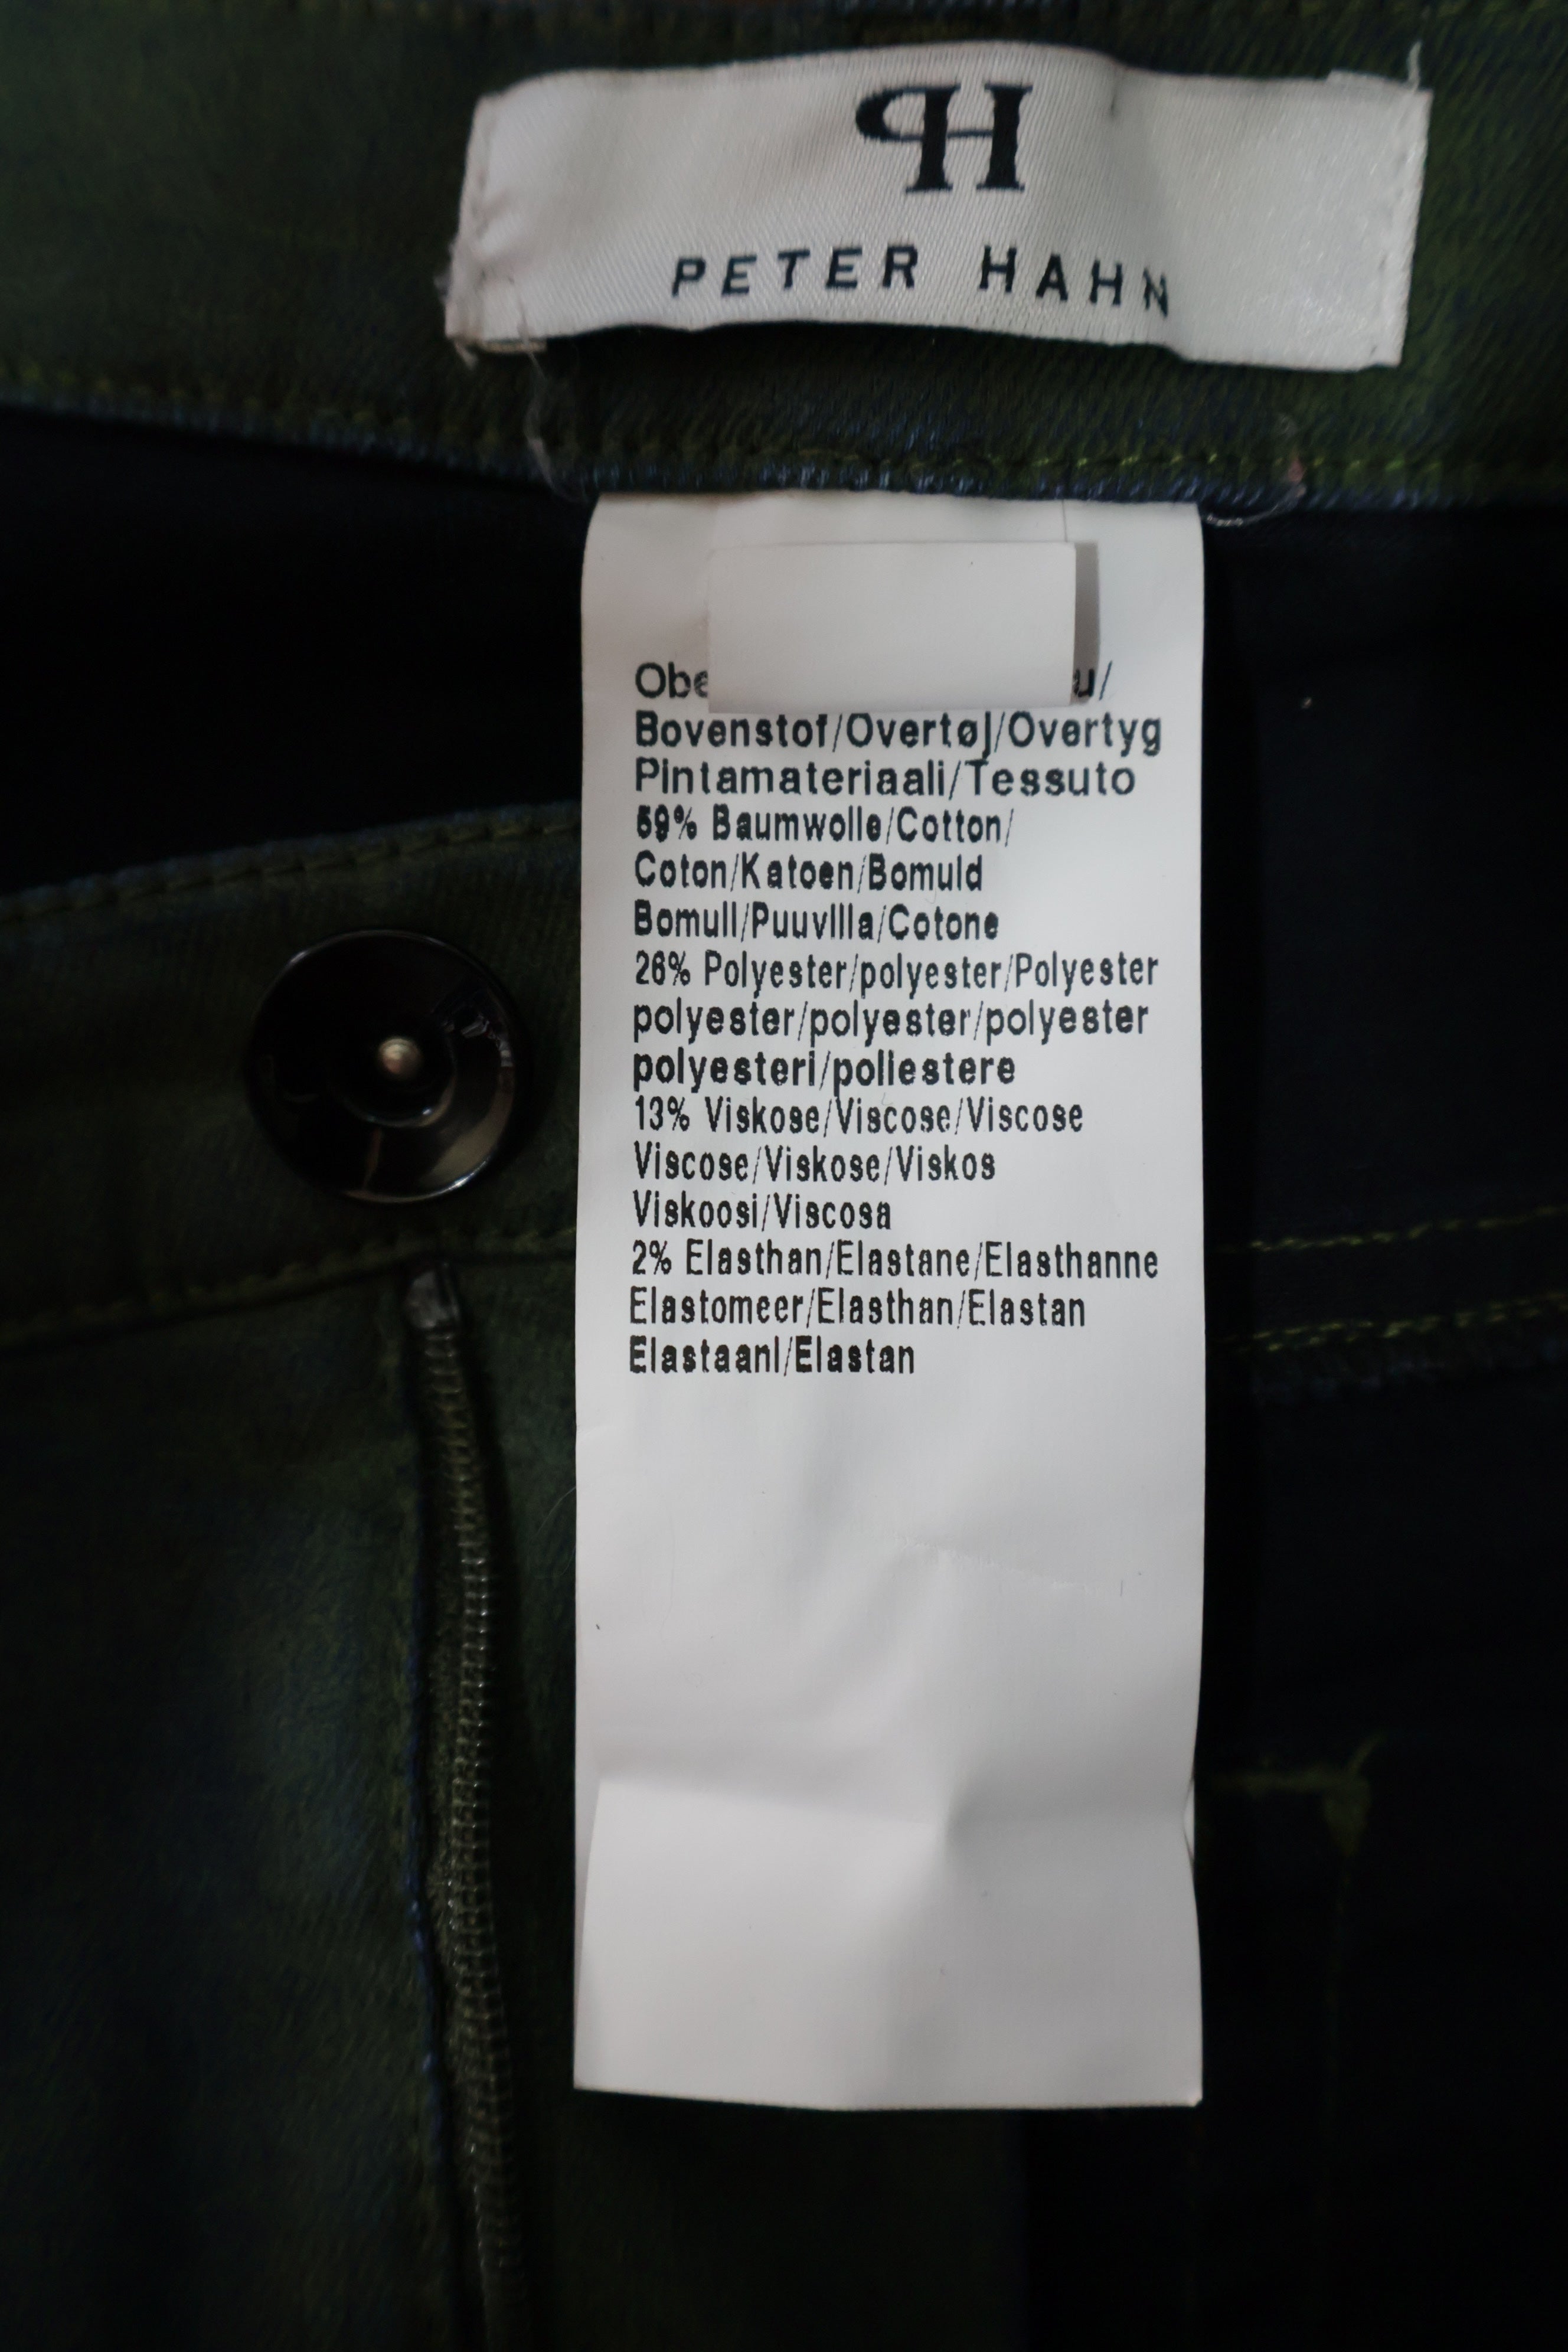 PH
PETER HAHN
Obe u/
Bovenstof/Overtøj/Overtyg
Pintamateriaali/Tessuto
59% Baumwolle/Cotton/
Coton/Katoen/Bomuld
Bomull/Puuvilla/Cotone
26% Polyester/polyester/Polyester
polyester/polyester/polyester
polyesteri/poliestere
13% Viskose/Viscose/Viscose
Viscose/Viskose/Viskos
Viskoosi/Viscosa
2% Elasthan/Elastane/Elasthanne
Elastomeer/Elasthan/Elastan
Elastaani/Elastan